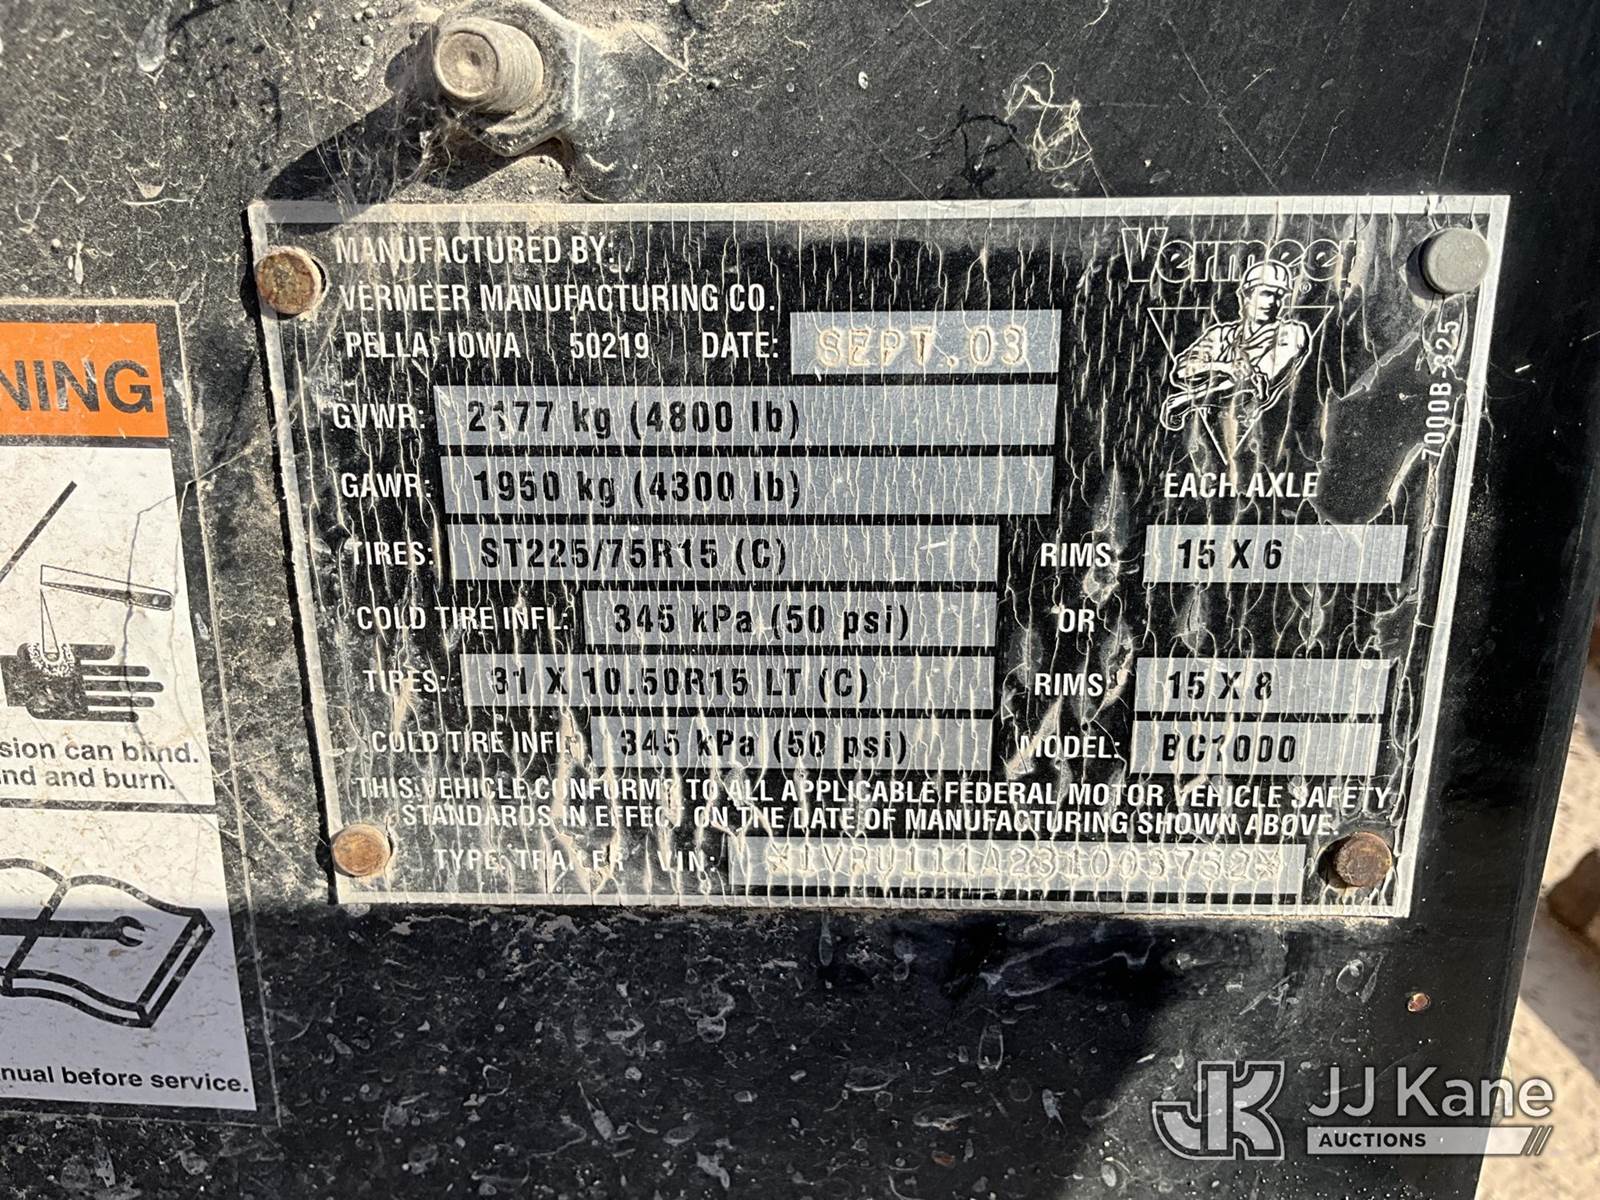 MANUFACTURED BY:
VERMEER MANUFACTURING CO.
PELLA, IOWA 50219 DATE: SEPT.03
Vermeer®
7000B 325
GVWR: 2177 kg (4800 lb)
GAWR: 1950 kg (4300 lb) EACH AXLE
TIRES: ST225/75R15 (C) RIMS 15 X 6
COLD TIRE INFL: 345 kPa (50 psi) OR
TIRES: 31 X 10.50R15 LT (C) RIMS: 15 X 8
COLD TIRE INFL: 345 kPa (50 psi) MODEL: BC1000
THIS VEHICLE CONFORMS TO ALL APPLICABLE FEDERAL MOTOR VEHICLE SAFETY
STANDARDS IN EFFECT ON THE DATE OF MANUFACTURING SHOWN ABOVE.
TYPE: TRAILER VIN: *1VRU111A231003752*
NING
sion can blind.
nd and burn.
nual before service.
JK JJ Kane
AUCTIONS